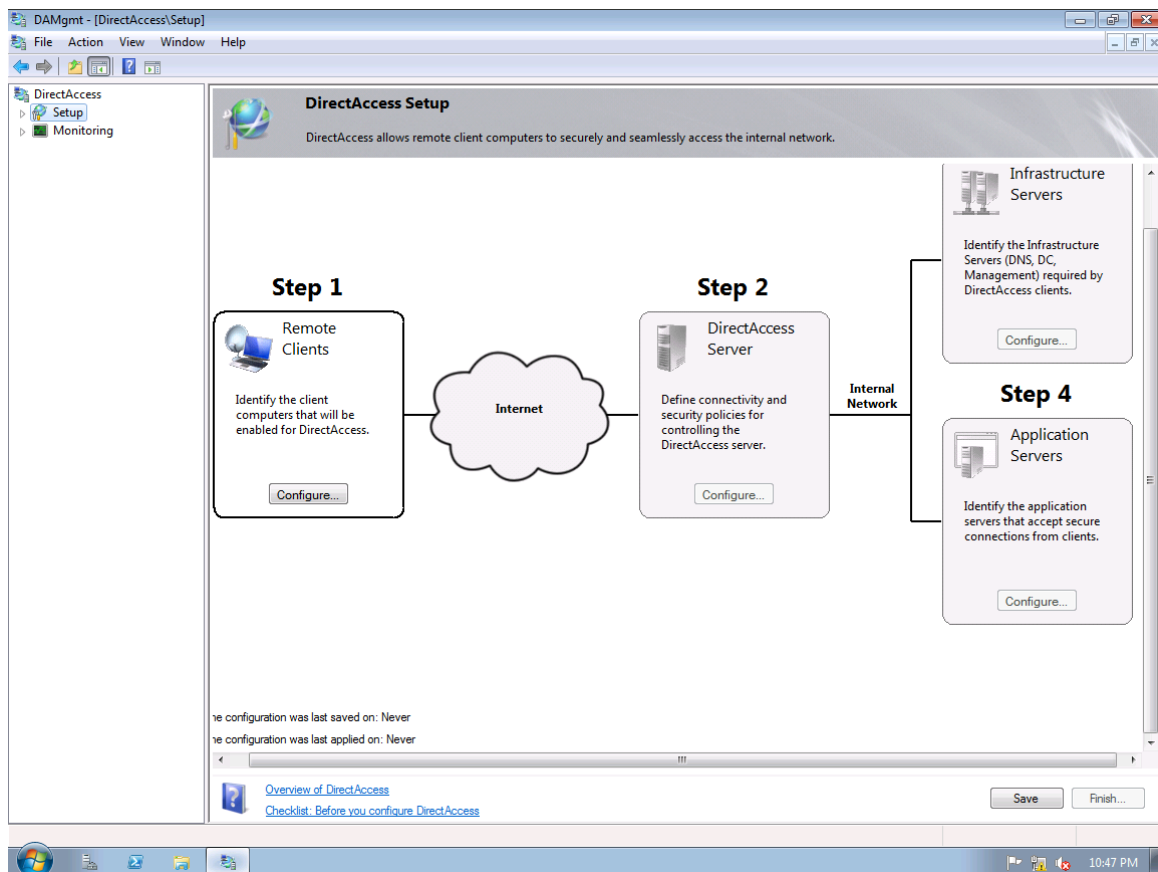 DAMgmt - [DirectAccess\Setup]
File Action View Window Help
DirectAccess
Setup
Monitoring
DirectAccess Setup
DirectAccess allows remote client computers to securely and seamlessly access the internal network.
Infrastructure
Servers
Identify the Infrastructure
Servers (DNS, DC,
Management) required by
DirectAccess clients.
Configure...
Step 1
Remote
Clients
Identify the client
computers that will be
enabled for DirectAccess.
Configure...
Internet
Step 2
DirectAccess
Server
Define connectivity and
security policies for
controlling the
DirectAccess server.
Configure...
Internal
Network
Step 4
Application
Servers
Identify the application
servers that accept secure
connections from clients.
Configure...
he configuration was last saved on: Never
he configuration was last applied on: Never
Overview of DirectAccess
Checklist: Before you configure DirectAccess
Save
Finish...
10:47 PM